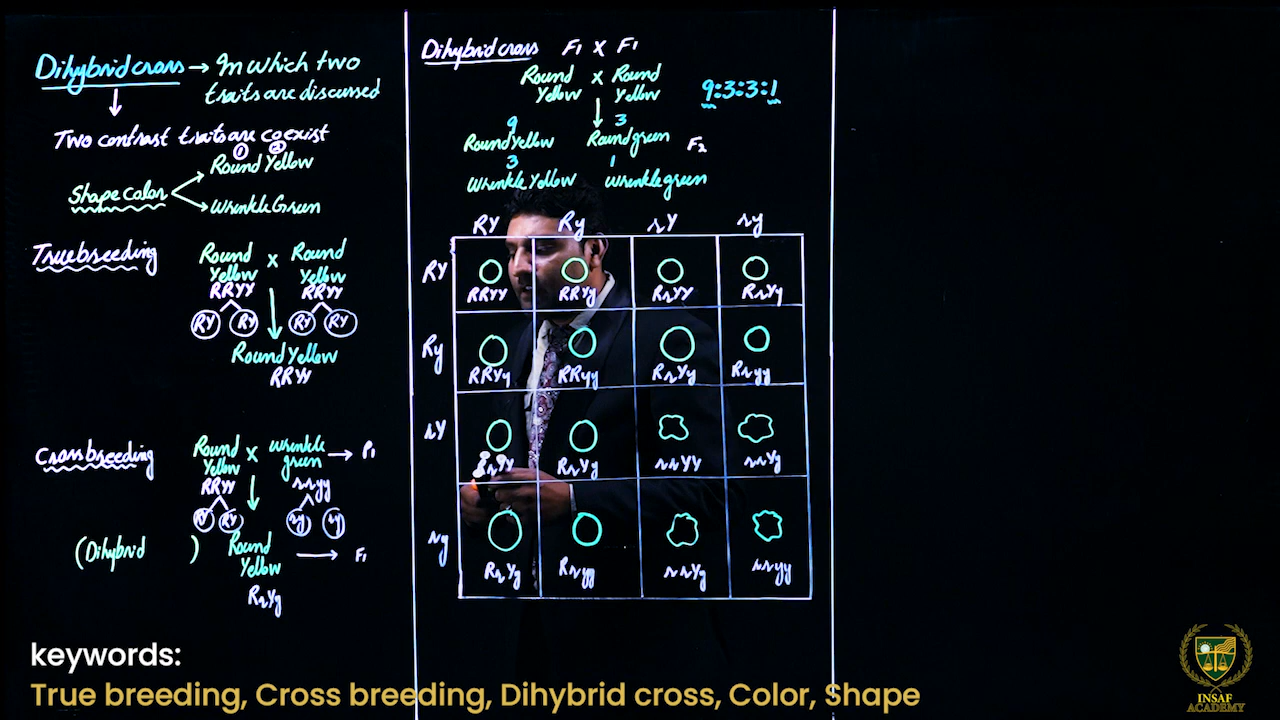 Dihybrid cross → In which two
traits are discussed
Two contrast traits are coexist
① ②
Round Yellow
Shape color
Wrinkle Green
True breeding
Round × Round
Yellow Yellow
RRYY RRYY
RY RY RY RY
Round Yellow
RRYY
Cross breeding
Round × wrinkle → P1
Yellow green
RRYY rryy
RY RY ry ry
(Dihybrid ) Round → F1
Yellow
RrYy
Dihybrid cross F1 × F1
Round × Round
Yellow Yellow
9:3:3:1
9 3
Round Yellow Round green F2
3 1
Wrinkle Yellow Wrinkle green
RY Ry rY ry
RY
RRYY RRYy RrYY RrYy
Ry
RRYy RRyy RrYy Rryy
rY
RrYY RrYy rrYY rrYy
ry
RrYy Rryy rrYy rryy
keywords:
True breeding, Cross breeding, Dihybrid cross, Color, Shape
INSAF
ACADEMY